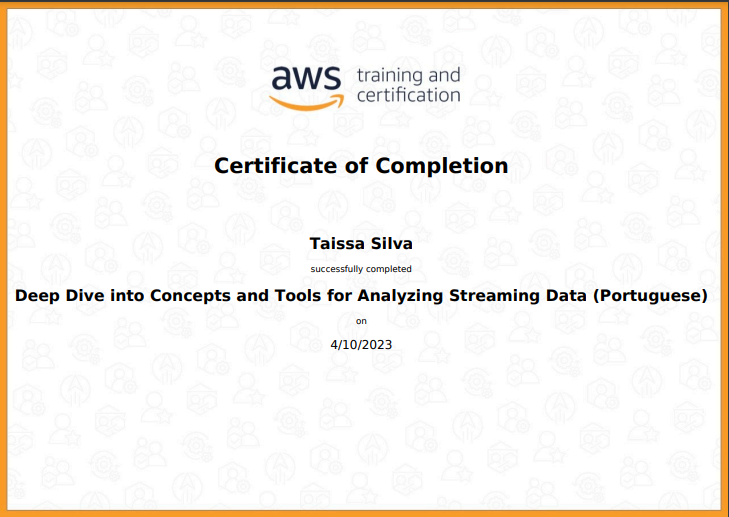 aws training and
certification
Certificate of Completion
Taissa Silva
successfully completed
Deep Dive into Concepts and Tools for Analyzing Streaming Data (Portuguese)
on
4/10/2023